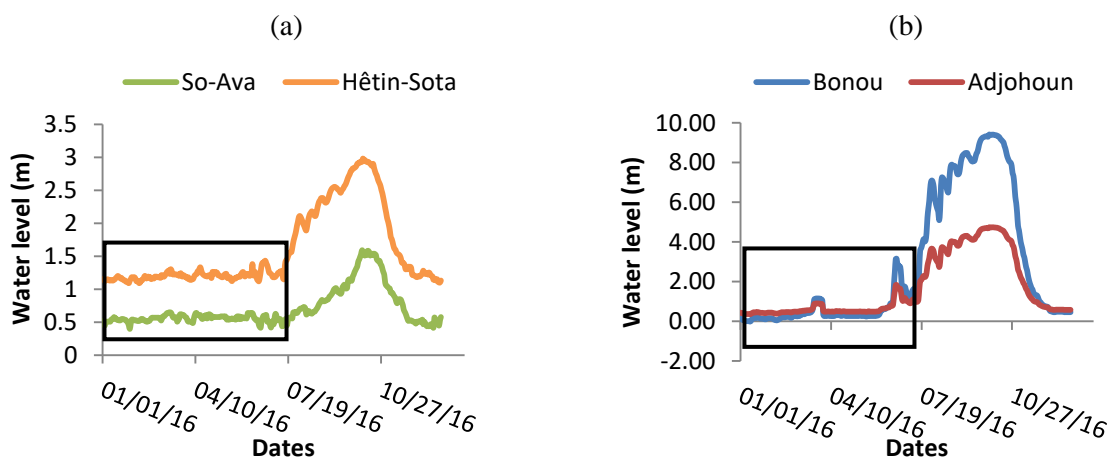 (a)
So-Ava Hêtin-Sota
3.5
3
2.5
2
1.5
1
0.5
0
Water level (m)
01/01/16 04/10/16 07/19/16 10/27/16
Dates
(b)
Bonou Adjohoun
10.00
8.00
6.00
4.00
2.00
0.00
-2.00
Water level (m)
01/01/16 04/10/16 07/19/16 10/27/16
Dates